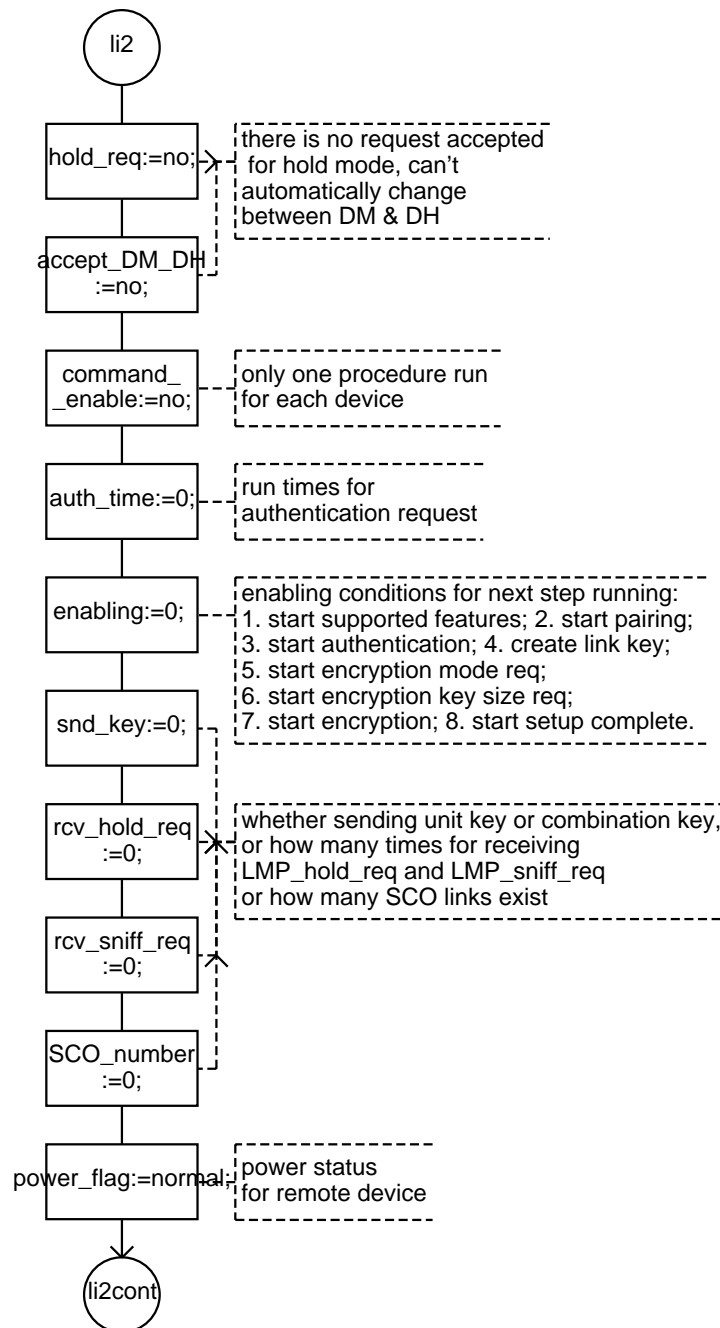 li2
hold_req:=no;
there is no request accepted
for hold mode, can't
automatically change
between DM & DH
accept_DM_DH
:=no;
command_
_enable:=no;
only one procedure run
for each device
auth_time:=0;
run times for
authentication request
enabling:=0;
enabling conditions for next step running:
1. start supported features; 2. start pairing;
3. start authentication; 4. create link key;
5. start encryption mode req;
6. start encryption key size req;
7. start encryption; 8. start setup complete.
snd_key:=0;
rcv_hold_req
:=0;
whether sending unit key or combination key,
or how many times for receiving
LMP_hold_req and LMP_sniff_req
or how many SCO links exist
rcv_sniff_req
:=0;
SCO_number
:=0;
power_flag:=normal;
power status
for remote device
li2cont